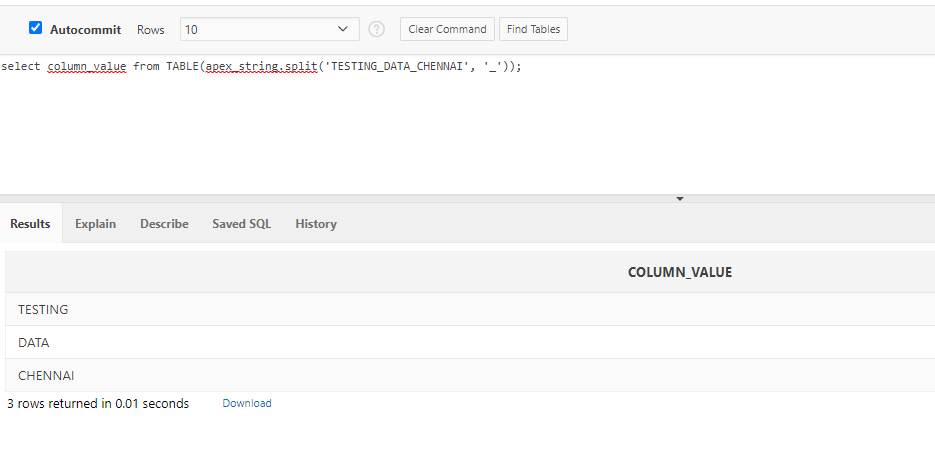 Autocommit Rows 10 ? Clear Command Find Tables
select column_value from TABLE(apex_string.split('TESTING_DATA_CHENNAI', '_'));
Results Explain Describe Saved SQL History
COLUMN_VALUE
TESTING
DATA
CHENNAI
3 rows returned in 0.01 seconds Download